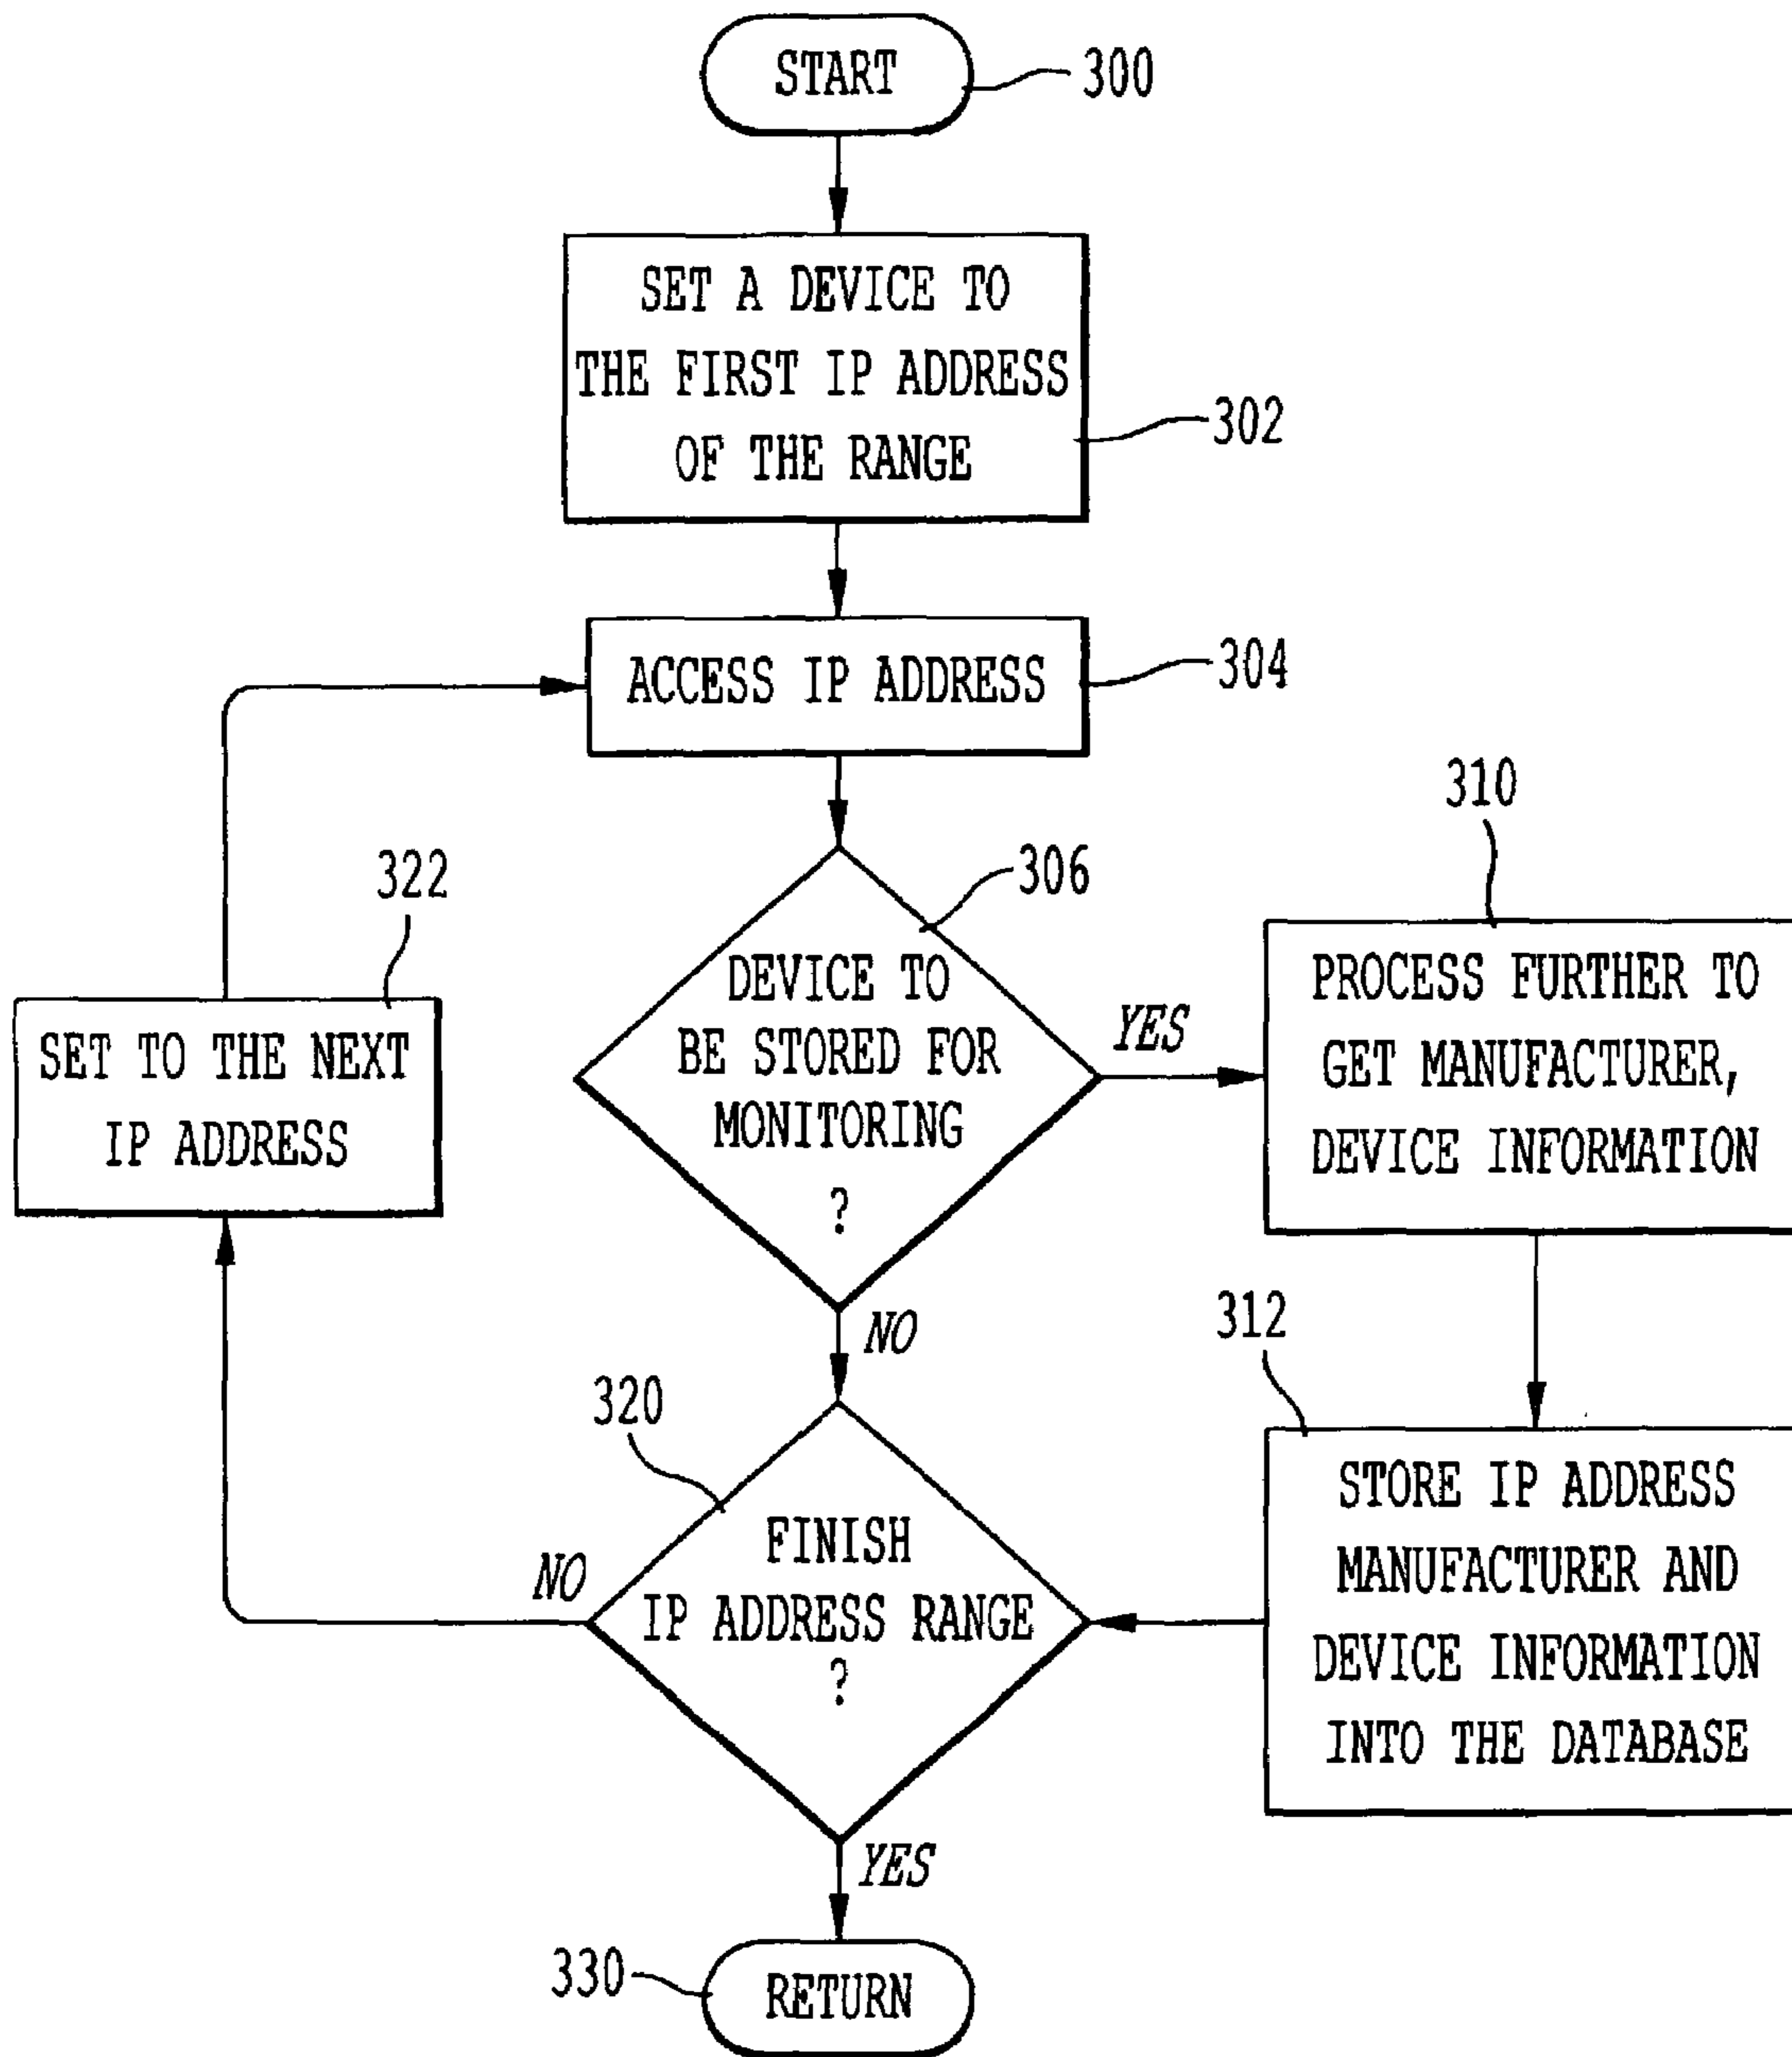 START
300
SET A DEVICE TO
THE FIRST IP ADDRESS
OF THE RANGE
302
ACCESS IP ADDRESS
304
306
DEVICE TO
BE STORED FOR
MONITORING
?
YES
NO
310
PROCESS FURTHER TO
GET MANUFACTURER,
DEVICE INFORMATION
322
SET TO THE NEXT
IP ADDRESS
312
STORE IP ADDRESS
MANUFACTURER AND
DEVICE INFORMATION
INTO THE DATABASE
320
FINISH
IP ADDRESS RANGE
?
NO
YES
330
RETURN